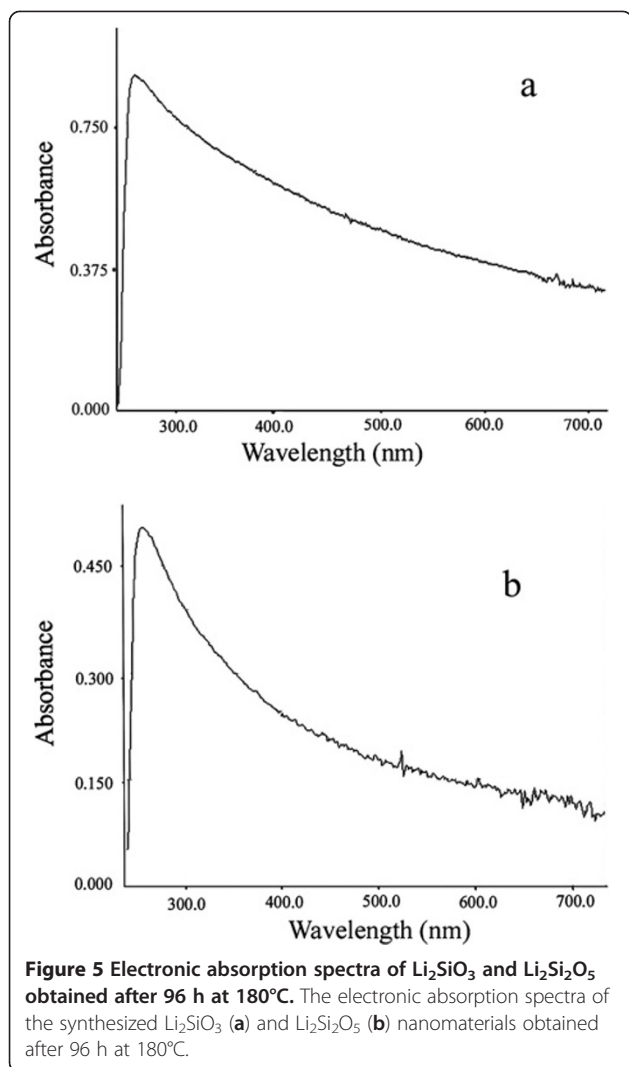 a
Absorbance
0.750
0.375
0.000
300.0 400.0 500.0 600.0 700.0
Wavelength (nm)
b
Absorbance
0.450
0.300
0.150
0.000
300.0 400.0 500.0 600.0 700.0
Wavelength (nm)
Figure 5 Electronic absorption spectra of Li₂SiO₃ and Li₂Si₂O₅
obtained after 96 h at 180°C. The electronic absorption spectra of
the synthesized Li₂SiO₃ (a) and Li₂Si₂O₅ (b) nanomaterials obtained
after 96 h at 180°C.